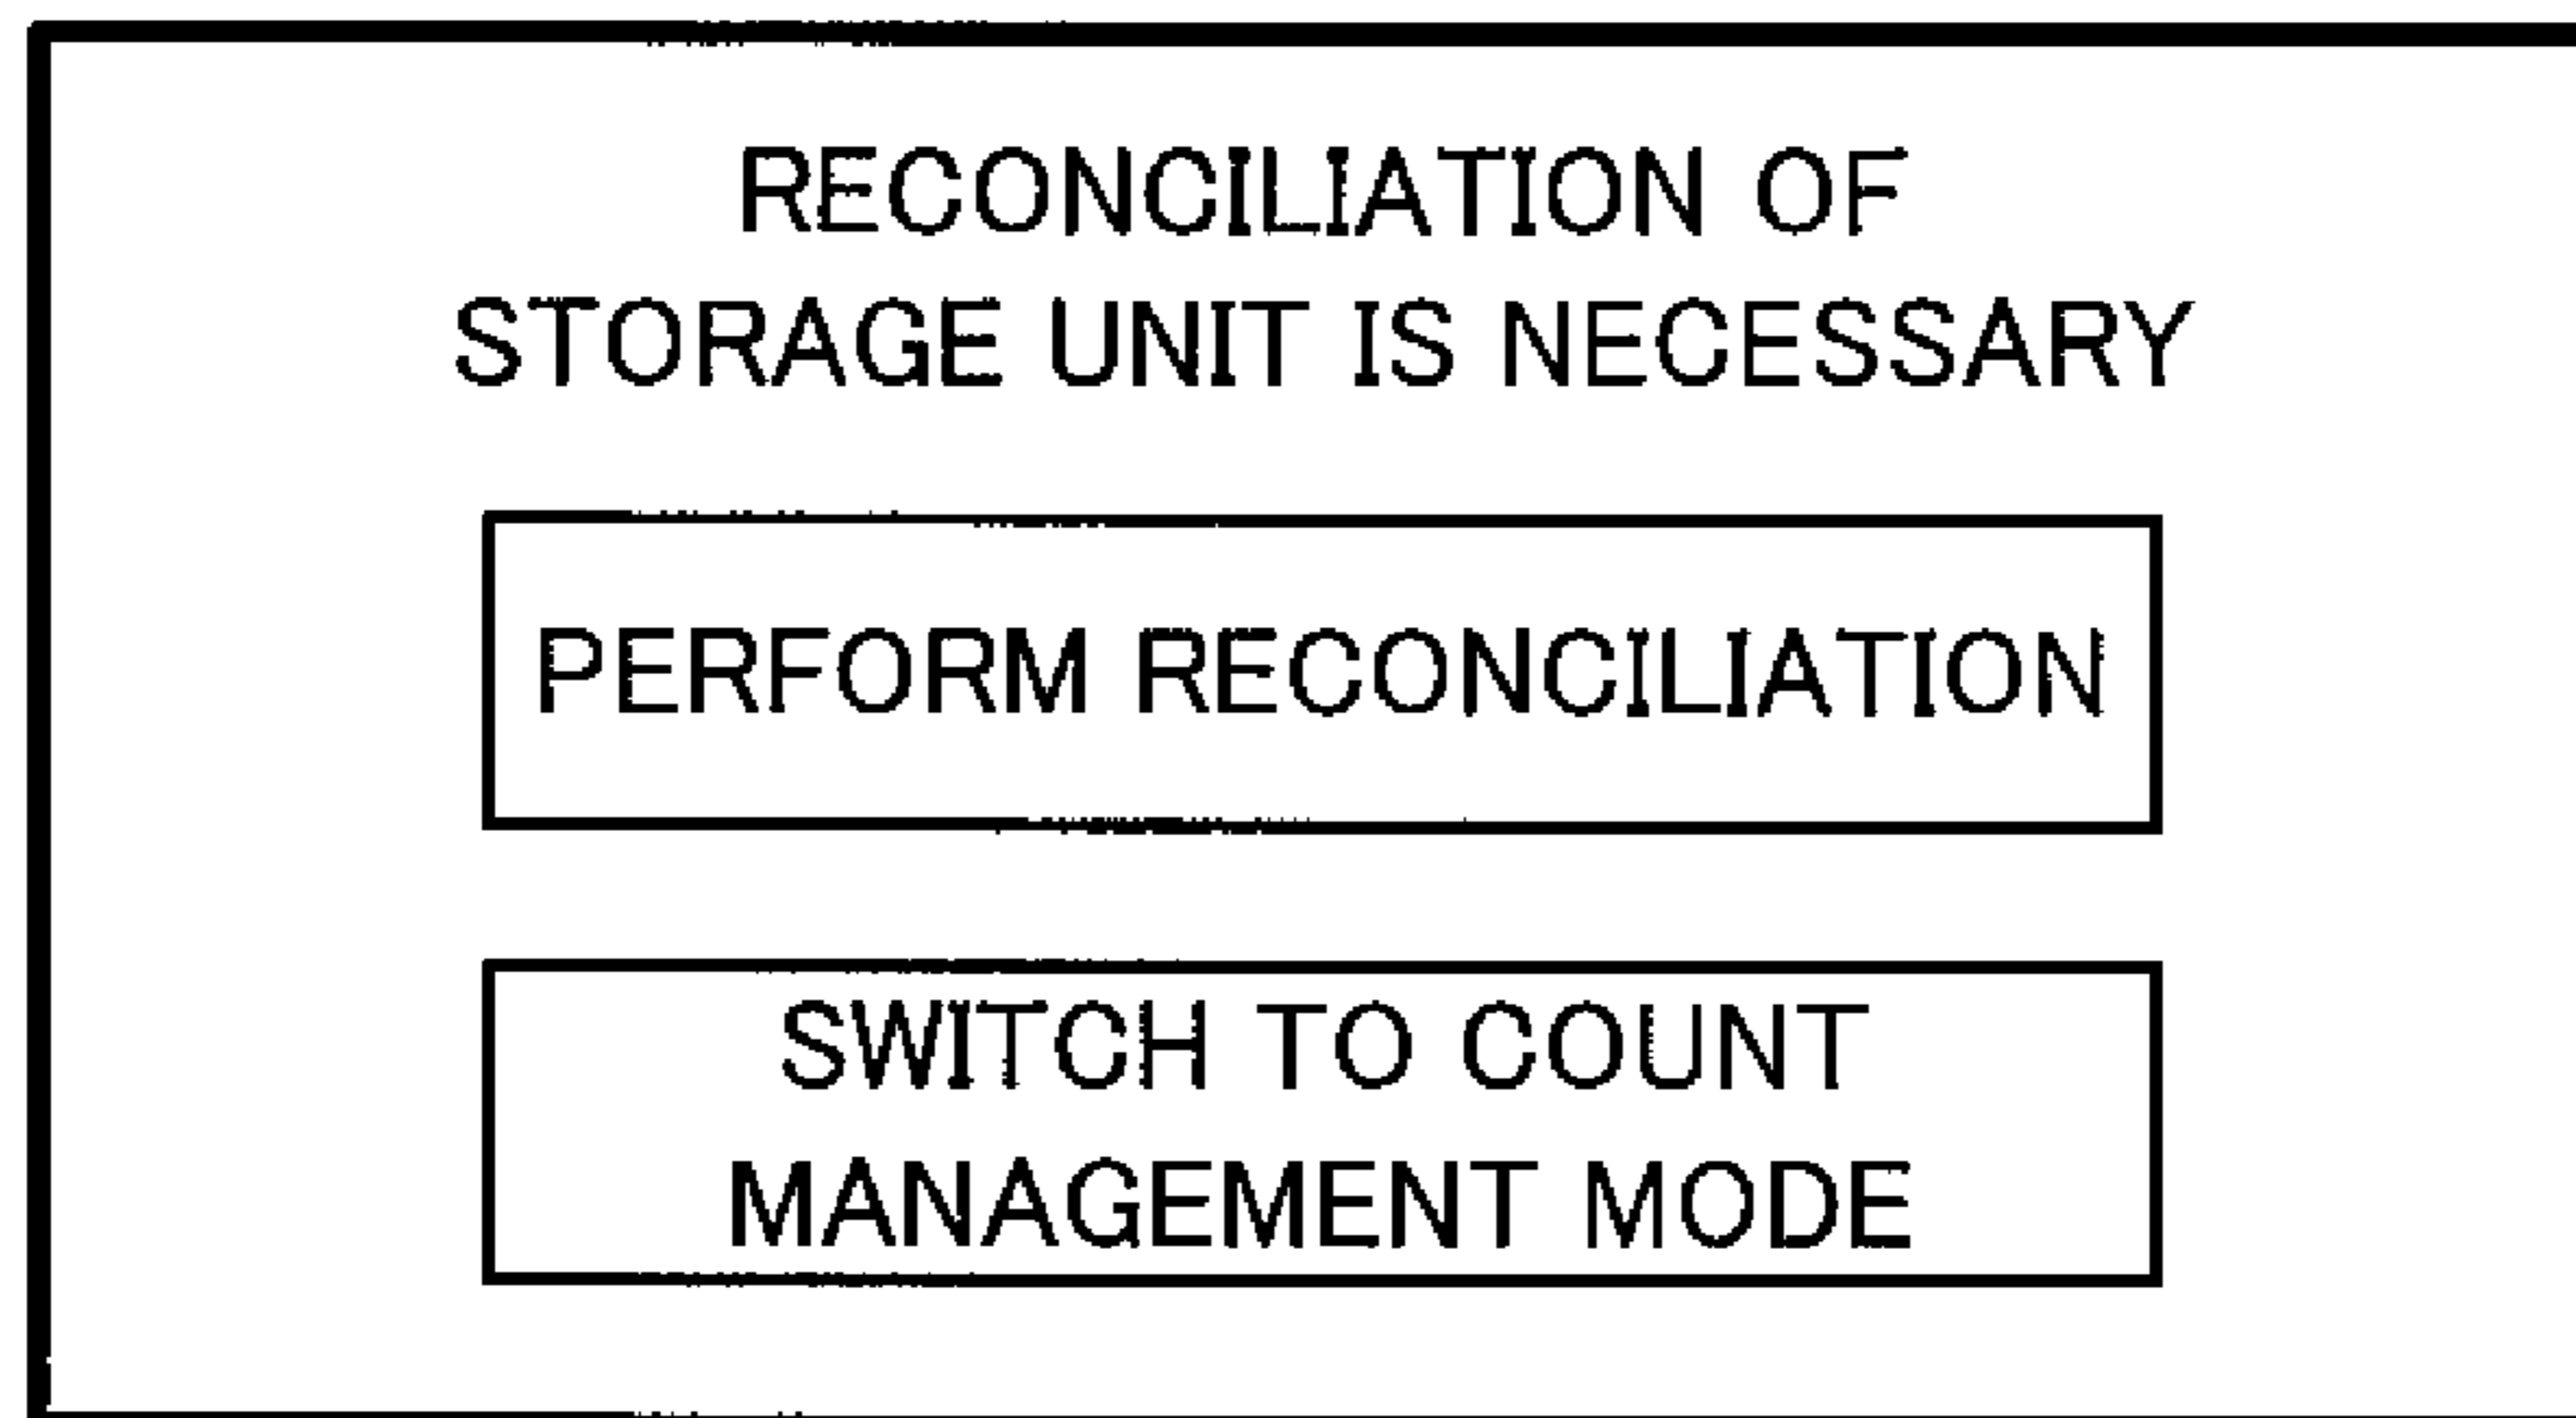 RECONCILIATION OF
STORAGE UNIT IS NECESSARY
PERFORM RECONCILIATION
SWITCH TO COUNT
MANAGEMENT MODE